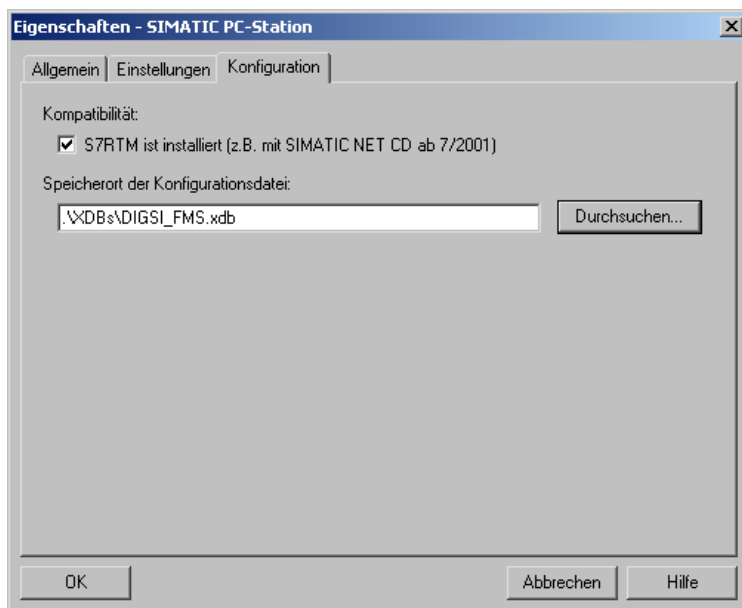 Eigenschaften - SIMATIC PC-Station
Allgemein Einstellungen Konfiguration
Kompatibilität:
S7RTM ist installiert (z.B. mit SIMATIC NET CD ab 7/2001)
Speicherort der Konfigurationsdatei:
.\XDBs\DIGSI_FMS.xdb Durchsuchen...
OK Abbrechen Hilfe